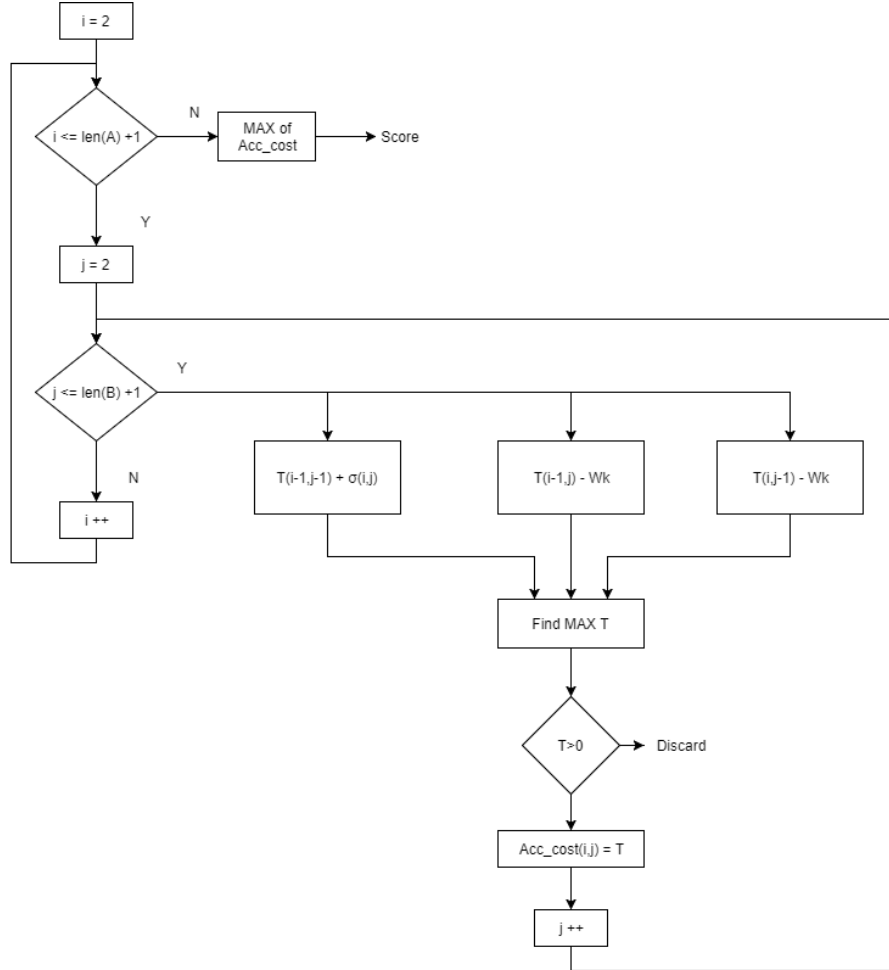 i = 2
i <= len(A) +1
N
MAX of
Acc_cost
Score
Y
j = 2
j <= len(B) +1
Y
N
i ++
T(i-1,j-1) + σ(i,j)
T(i-1,j) - Wk
T(i,j-1) - Wk
Find MAX T
T>0
Discard
Acc_cost(i,j) = T
j ++